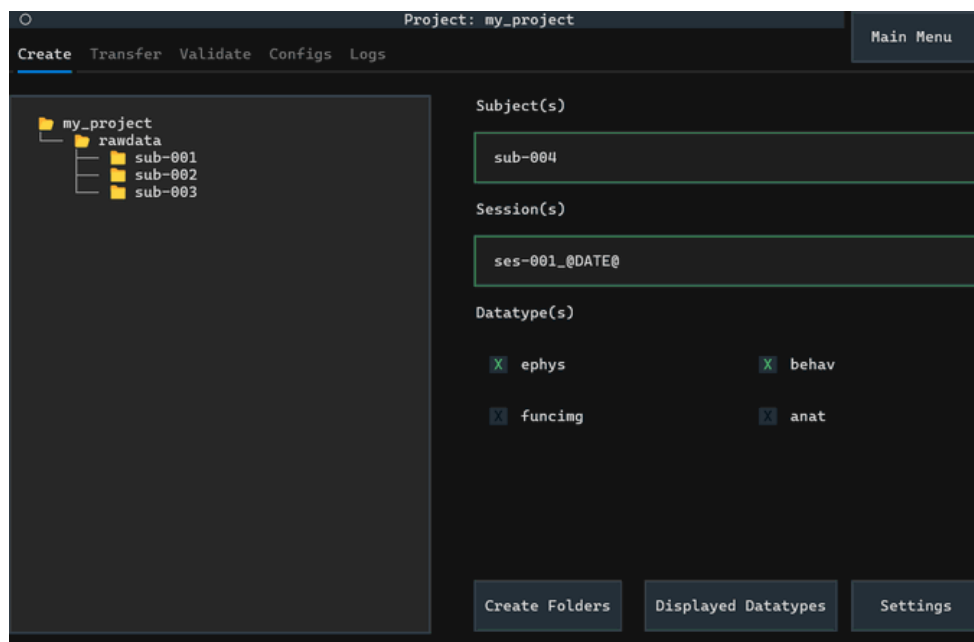 Project: my_project
Main Menu
Create Transfer Validate Configs Logs
my_project
rawdata
sub-001
sub-002
sub-003
Subject(s)
sub-004
Session(s)
ses-001_@DATE@
Datatype(s)
X ephys X behav
X funcimg X anat
Create Folders Displayed Datatypes Settings